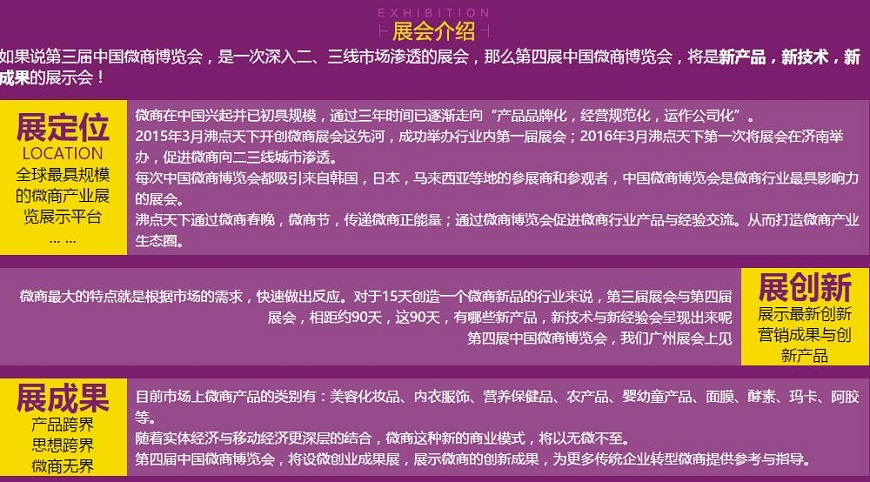 EXHIBITION
展会介绍
如果说第三届中国微商博览会，是一次深入二、三线市场渗透的展会，那么第四展中国微商博览会，将是新产品，新技术，新
成果的展示会！
展定位
LOCATION
全球最具规模
的微商产业展
览展示平台
... ...
微商在中国兴起并已初具规模，通过三年时间已逐渐走向“产品品牌化，经营规范化，运作公司化”。
2015年3月沸点天下开创微商展会这先河，成功举办行业内第一届展会；2016年3月沸点天下第一次将展会在济南举
办，促进微商向二三线城市渗透。
每次中国微商博览会都吸引来自韩国，日本，马来西亚等地的参展商和参观者，中国微商博览会是微商行业最具影响力
的展会。
沸点天下通过微商春晚，微商节，传递微商正能量；通过微商博览会促进微商行业产品与经验交流。从而打造微商产业
生态圈。
微商最大的特点就是根据市场的需求，快速做出反应。对于15天创造一个微商新品的行业来说，第三届展会与第四届
展会，相距约90天，这90天，有哪些新产品，新技术与新经验会呈现出来呢
第四届中国微商博览会，我们广州展会上见
展创新
展示最新创新
营销成果与创
新产品
展成果
产品跨界
思想跨界
微商无界
目前市场上微商产品的类别有：美容化妆品、内衣服饰、营养保健品、农产品、婴幼童产品、面膜、酵素、玛卡、阿胶
等。
随着实体经济与移动经济更深层的结合，微商这种新的商业模式，将以无微不至。
第四届中国微商博览会，将设微创业成果展，展示微商的创新成果，为更多传统企业转型微商提供参考与指导。